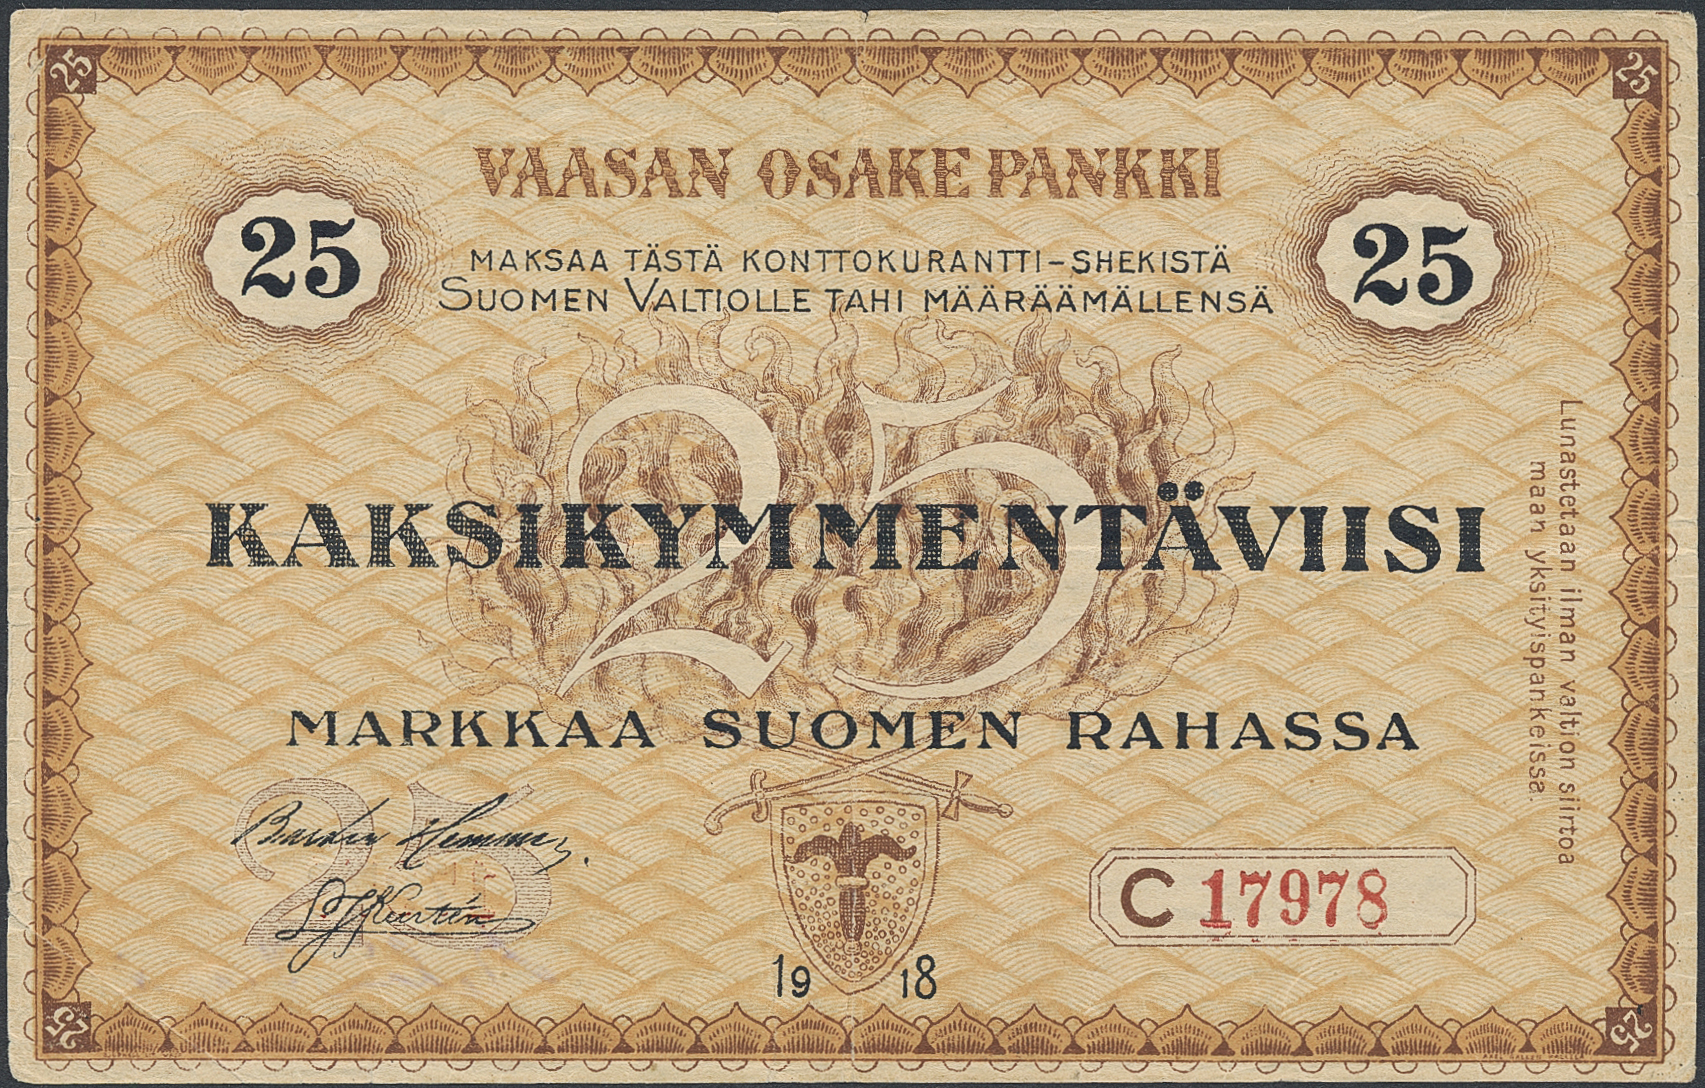 25 25
VAASAN OSAKE PANKKI
25 25
MAKSAA TÄSTÄ KONTTOKURANTTI-SHEKISTÄ
SUOMEN VALTIOLLE TAHI MÄÄRÄÄMÄLLENSÄ
25
KAKSIKYMMENTÄVIISI
MARKKAA SUOMEN RAHASSA
Lunastetaan ilman valtion siirtoa
maan yksityispankeissa.
25
C 17978
19 18
25 25